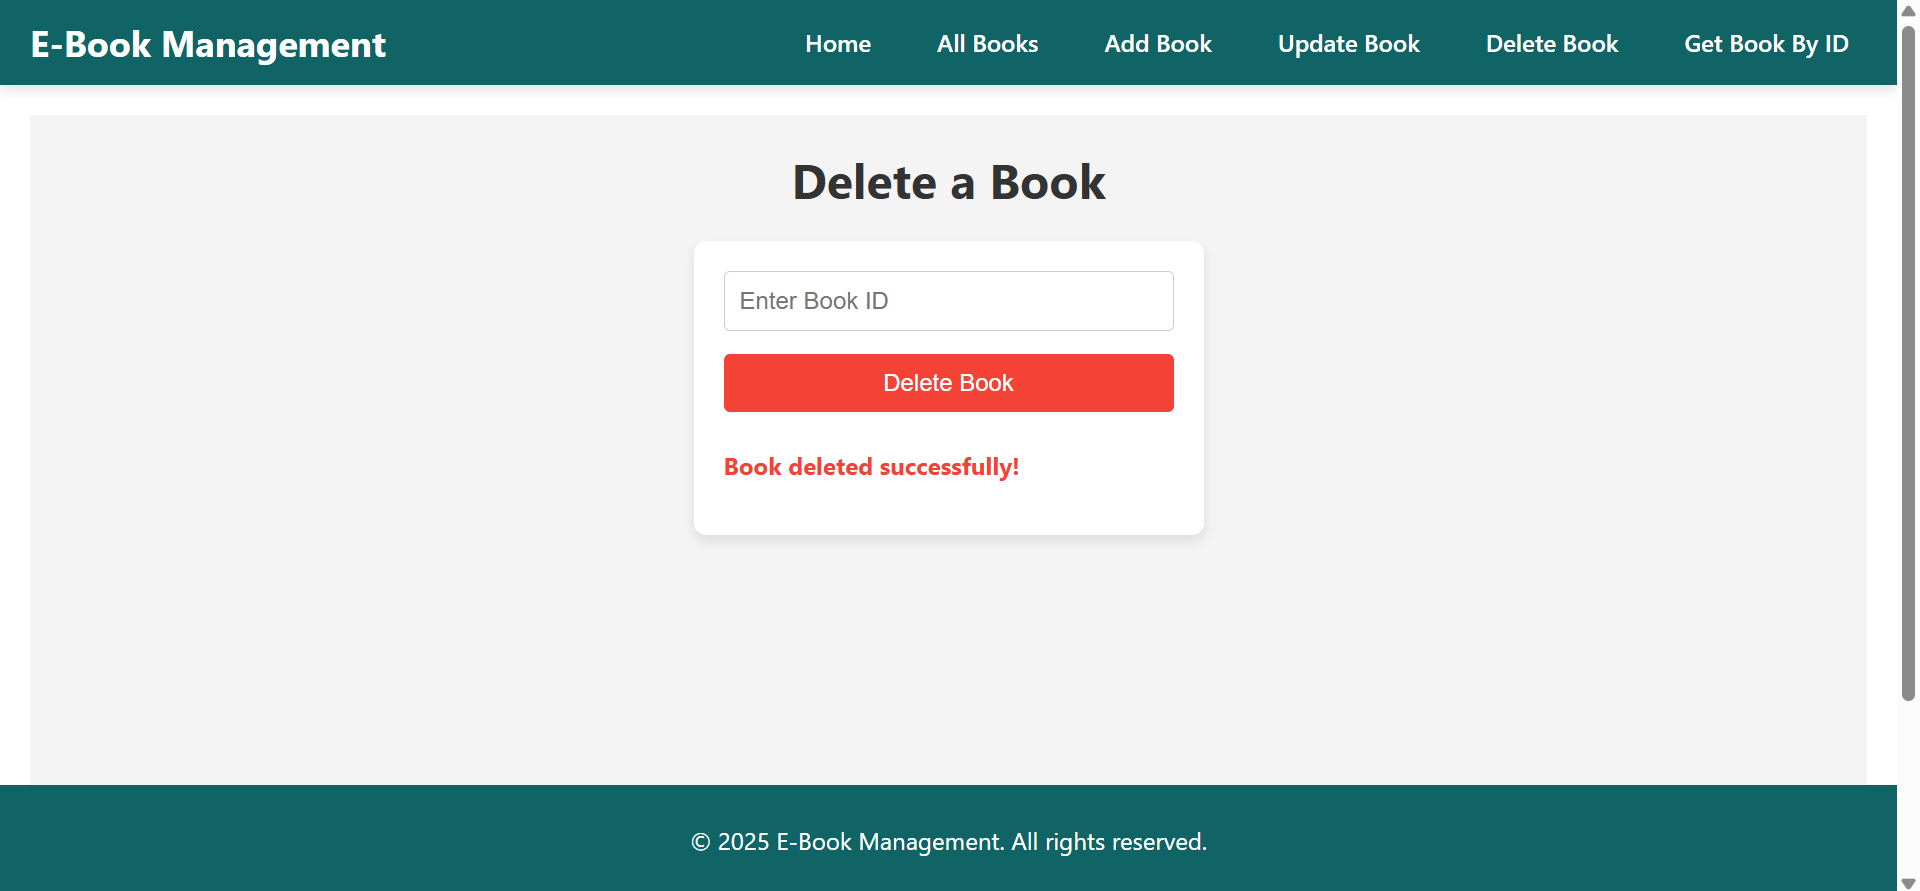 E-Book Management
Home All Books Add Book Update Book Delete Book Get Book By ID
Delete a Book
Enter Book ID
Delete Book
Book deleted successfully!
© 2025 E-Book Management. All rights reserved.